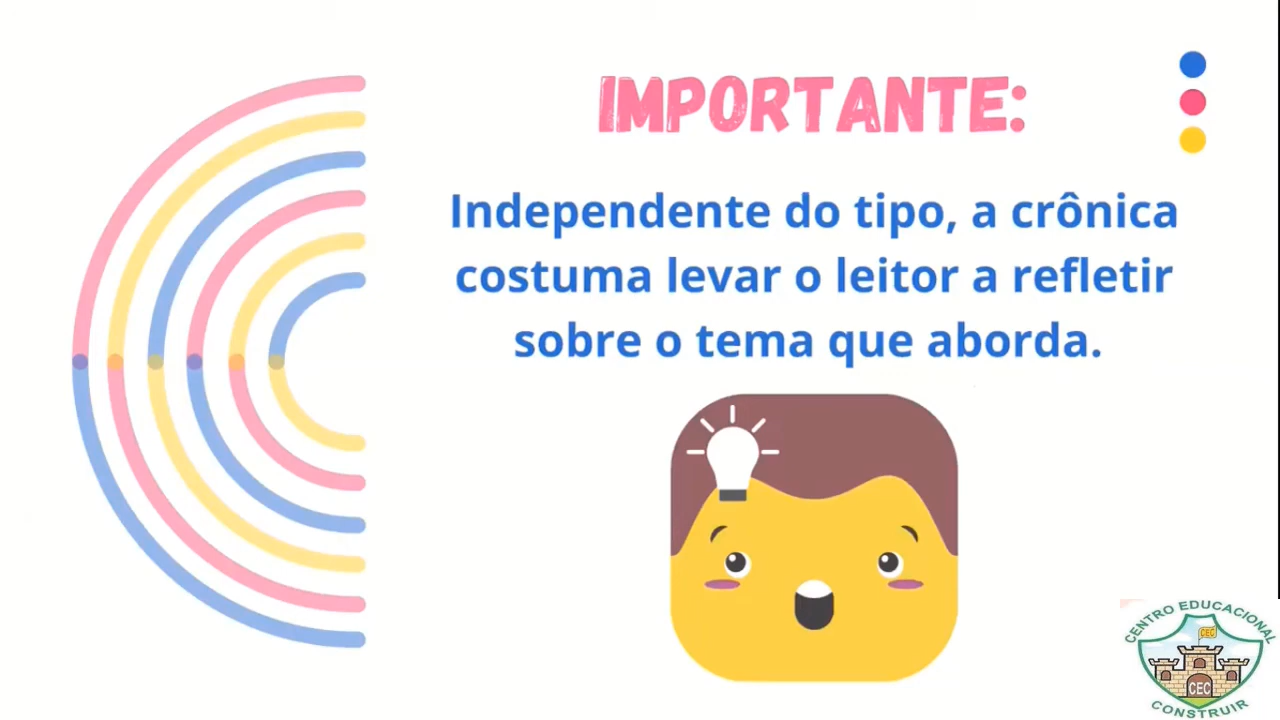 IMPORTANTE:
Independente do tipo, a crônica
costuma levar o leitor a refletir
sobre o tema que aborda.
CENTRO EDUCACIONAL
CEC
CEC
CONSTRUIR